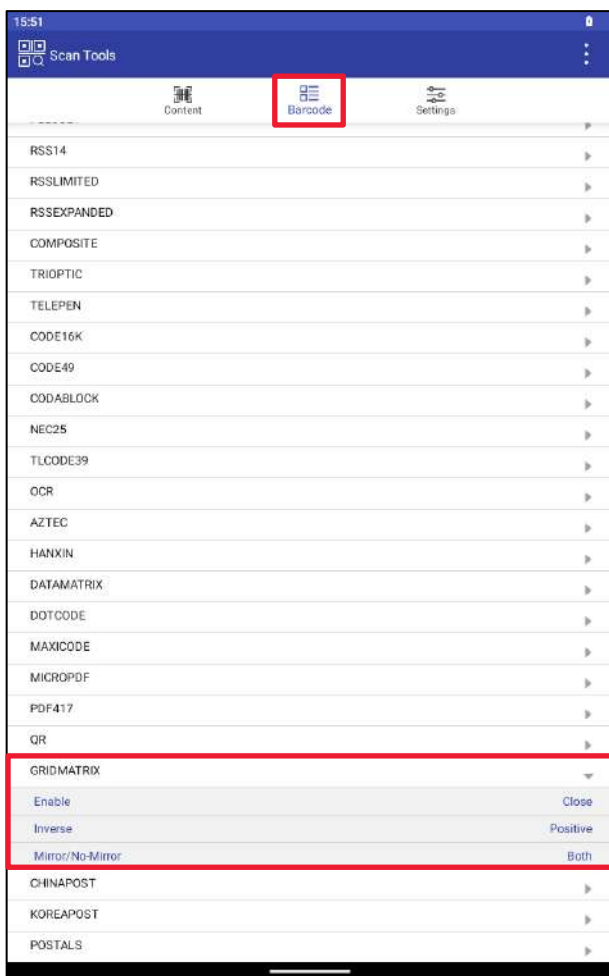 15:51
Scan Tools
Content
Barcode
Settings
RSS14
RSSLIMITED
RSSEXPANDED
COMPOSITE
TRIOPTIC
TELEPEN
CODE16K
CODE49
CODABLOCK
NEC25
TLCODE39
OCR
AZTEC
HANXIN
DATAMATRIX
DOTCODE
MAXICODE
MICROPDF
PDF417
QR
GRIDMATRIX
Enable Close
Inverse Positive
Mirror/No-Mirror Both
CHINAPOST
KOREAPOST
POSTALS